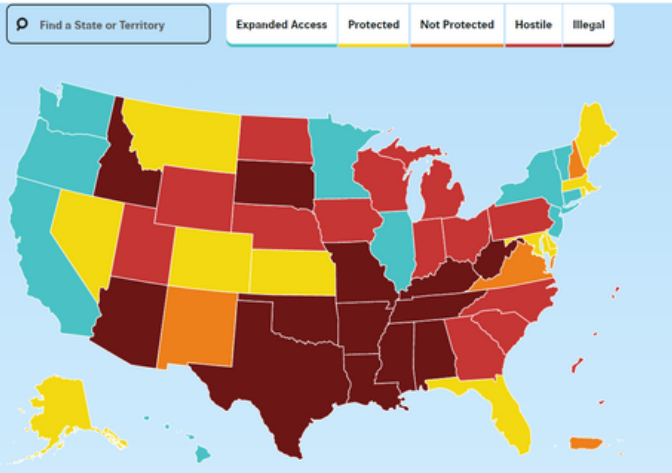 Find a State or Territory
Expanded Access
Protected
Not Protected
Hostile
Illegal